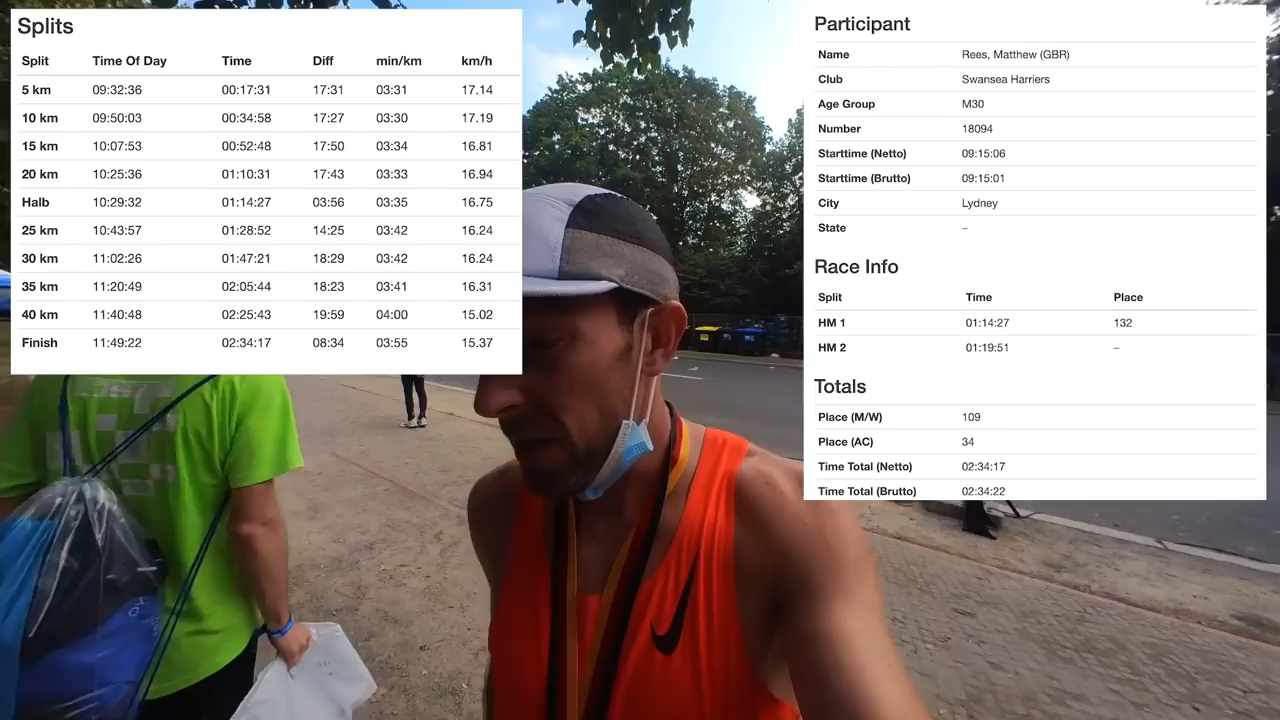 Splits
Split Time Of Day Time Diff min/km km/h
5 km 09:32:36 00:17:31 17:31 03:31 17.14
10 km 09:50:03 00:34:58 17:27 03:30 17.19
15 km 10:07:53 00:52:48 17:50 03:34 16.81
20 km 10:25:36 01:10:31 17:43 03:33 16.94
Halb 10:29:32 01:14:27 03:56 03:35 16.75
25 km 10:43:57 01:28:52 14:25 03:42 16.24
30 km 11:02:26 01:47:21 18:29 03:42 16.24
35 km 11:20:49 02:05:44 18:23 03:41 16.31
40 km 11:40:48 02:25:43 19:59 04:00 15.02
Finish 11:49:22 02:34:17 08:34 03:55 15.37
Participant
Name Rees, Matthew (GBR)
Club Swansea Harriers
Age Group M30
Number 18094
Starttime (Netto) 09:15:06
Starttime (Brutto) 09:15:01
City Lydney
State –
Race Info
Split Time Place
HM 1 01:14:27 132
HM 2 01:19:51 –
Totals
Place (M/W) 109
Place (AC) 34
Time Total (Netto) 02:34:17
Time Total (Brutto) 02:34:22